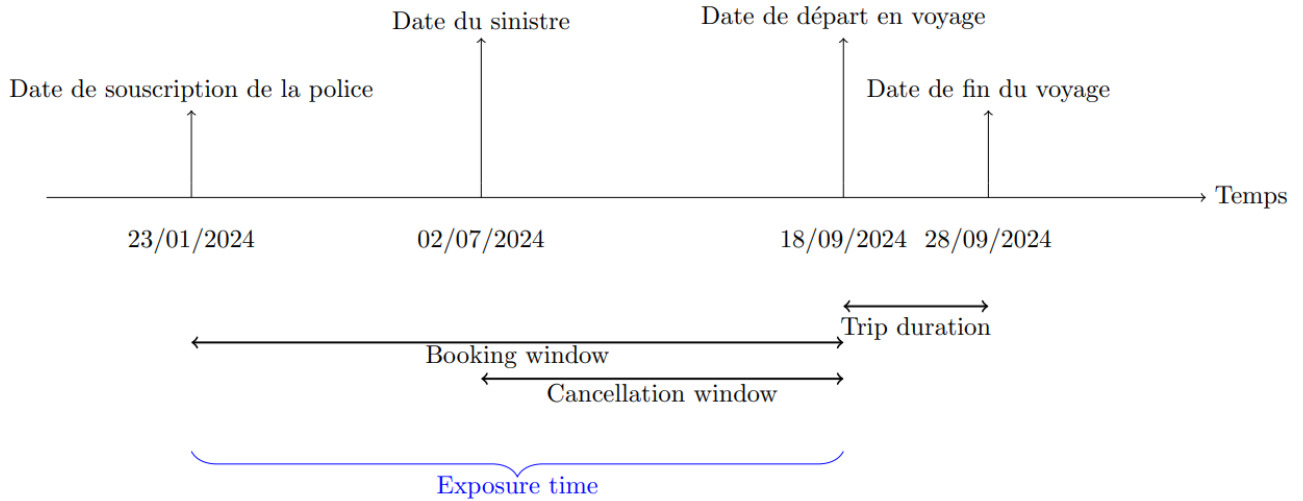 Date du sinistre
Date de départ en voyage
Date de souscription de la police
Date de fin du voyage
Temps
23/01/2024
02/07/2024
18/09/2024
28/09/2024
Trip duration
Booking window
Cancellation window
Exposure time